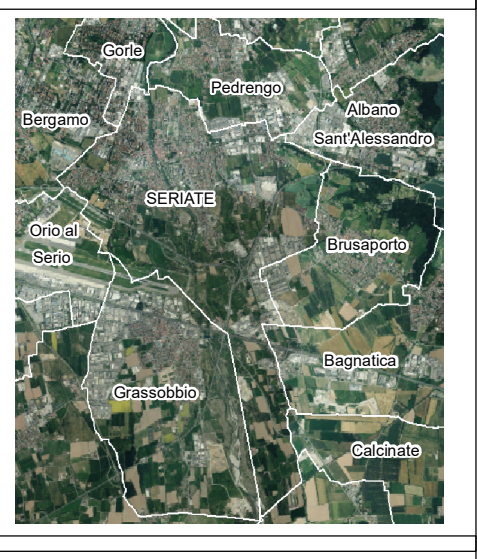 Gorle
Pedrengo
Albano
Sant'Alessandro
Bergamo
SERIATE
Orio al
Serio
Brusaporto
Bagnatica
Grassobbio
Calcinate